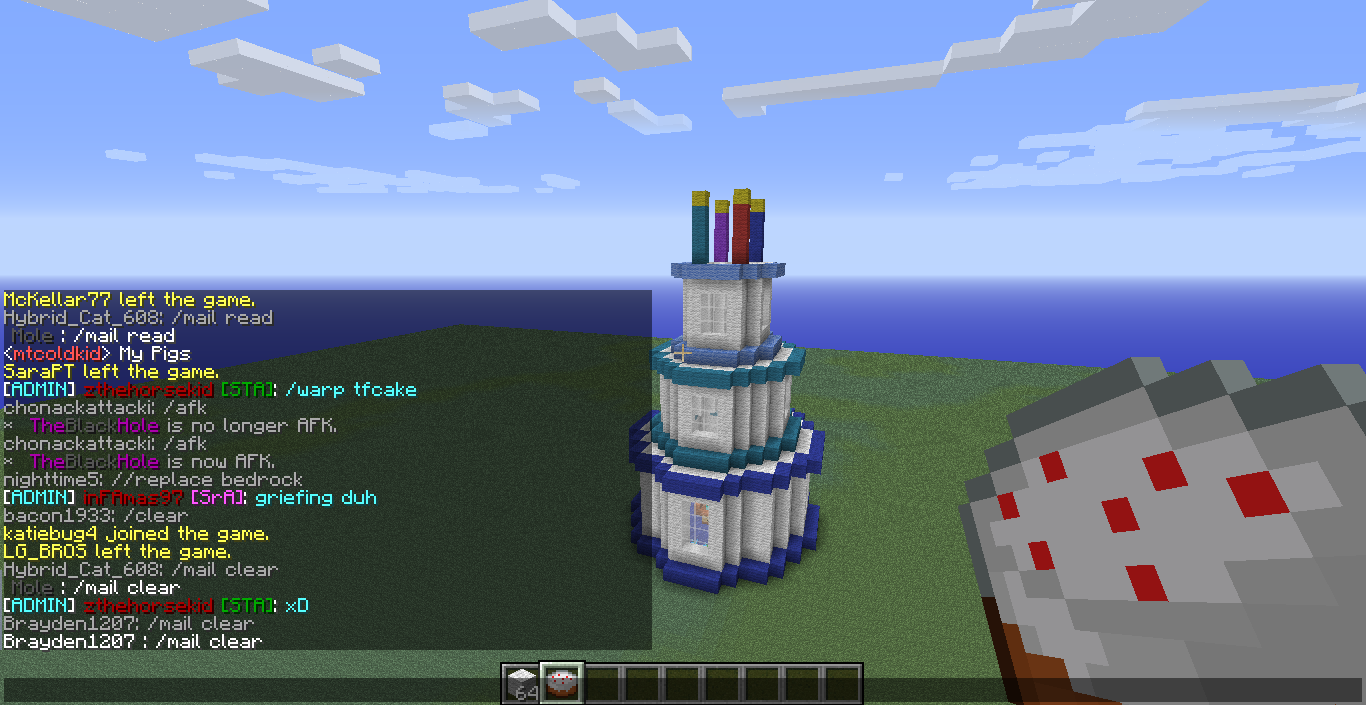 McKellar77 left the game.
Hybrid_Cat_608: /mail read
Mole : /mail read
<mtcoldkid> My Pigs
SaraPT left the game.
[ADMIN] zthehorsekid [STA]: /warp tfcake
chonackattacki: /afk
* TheBlackHole is no longer AFK.
chonackattacki: /afk
* TheBlackHole is now AFK.
nighttime5: //replace bedrock
[ADMIN] inFAmas97 [SrA]: griefing duh
bacon1933: /clear
katiebug4 joined the game.
LG_BROS left the game.
Hybrid_Cat_608: /mail clear
Mole : /mail clear
[ADMIN] zthehorsekid [STA]: xD
Brayden1207: /mail clear
Brayden1207 : /mail clear
64